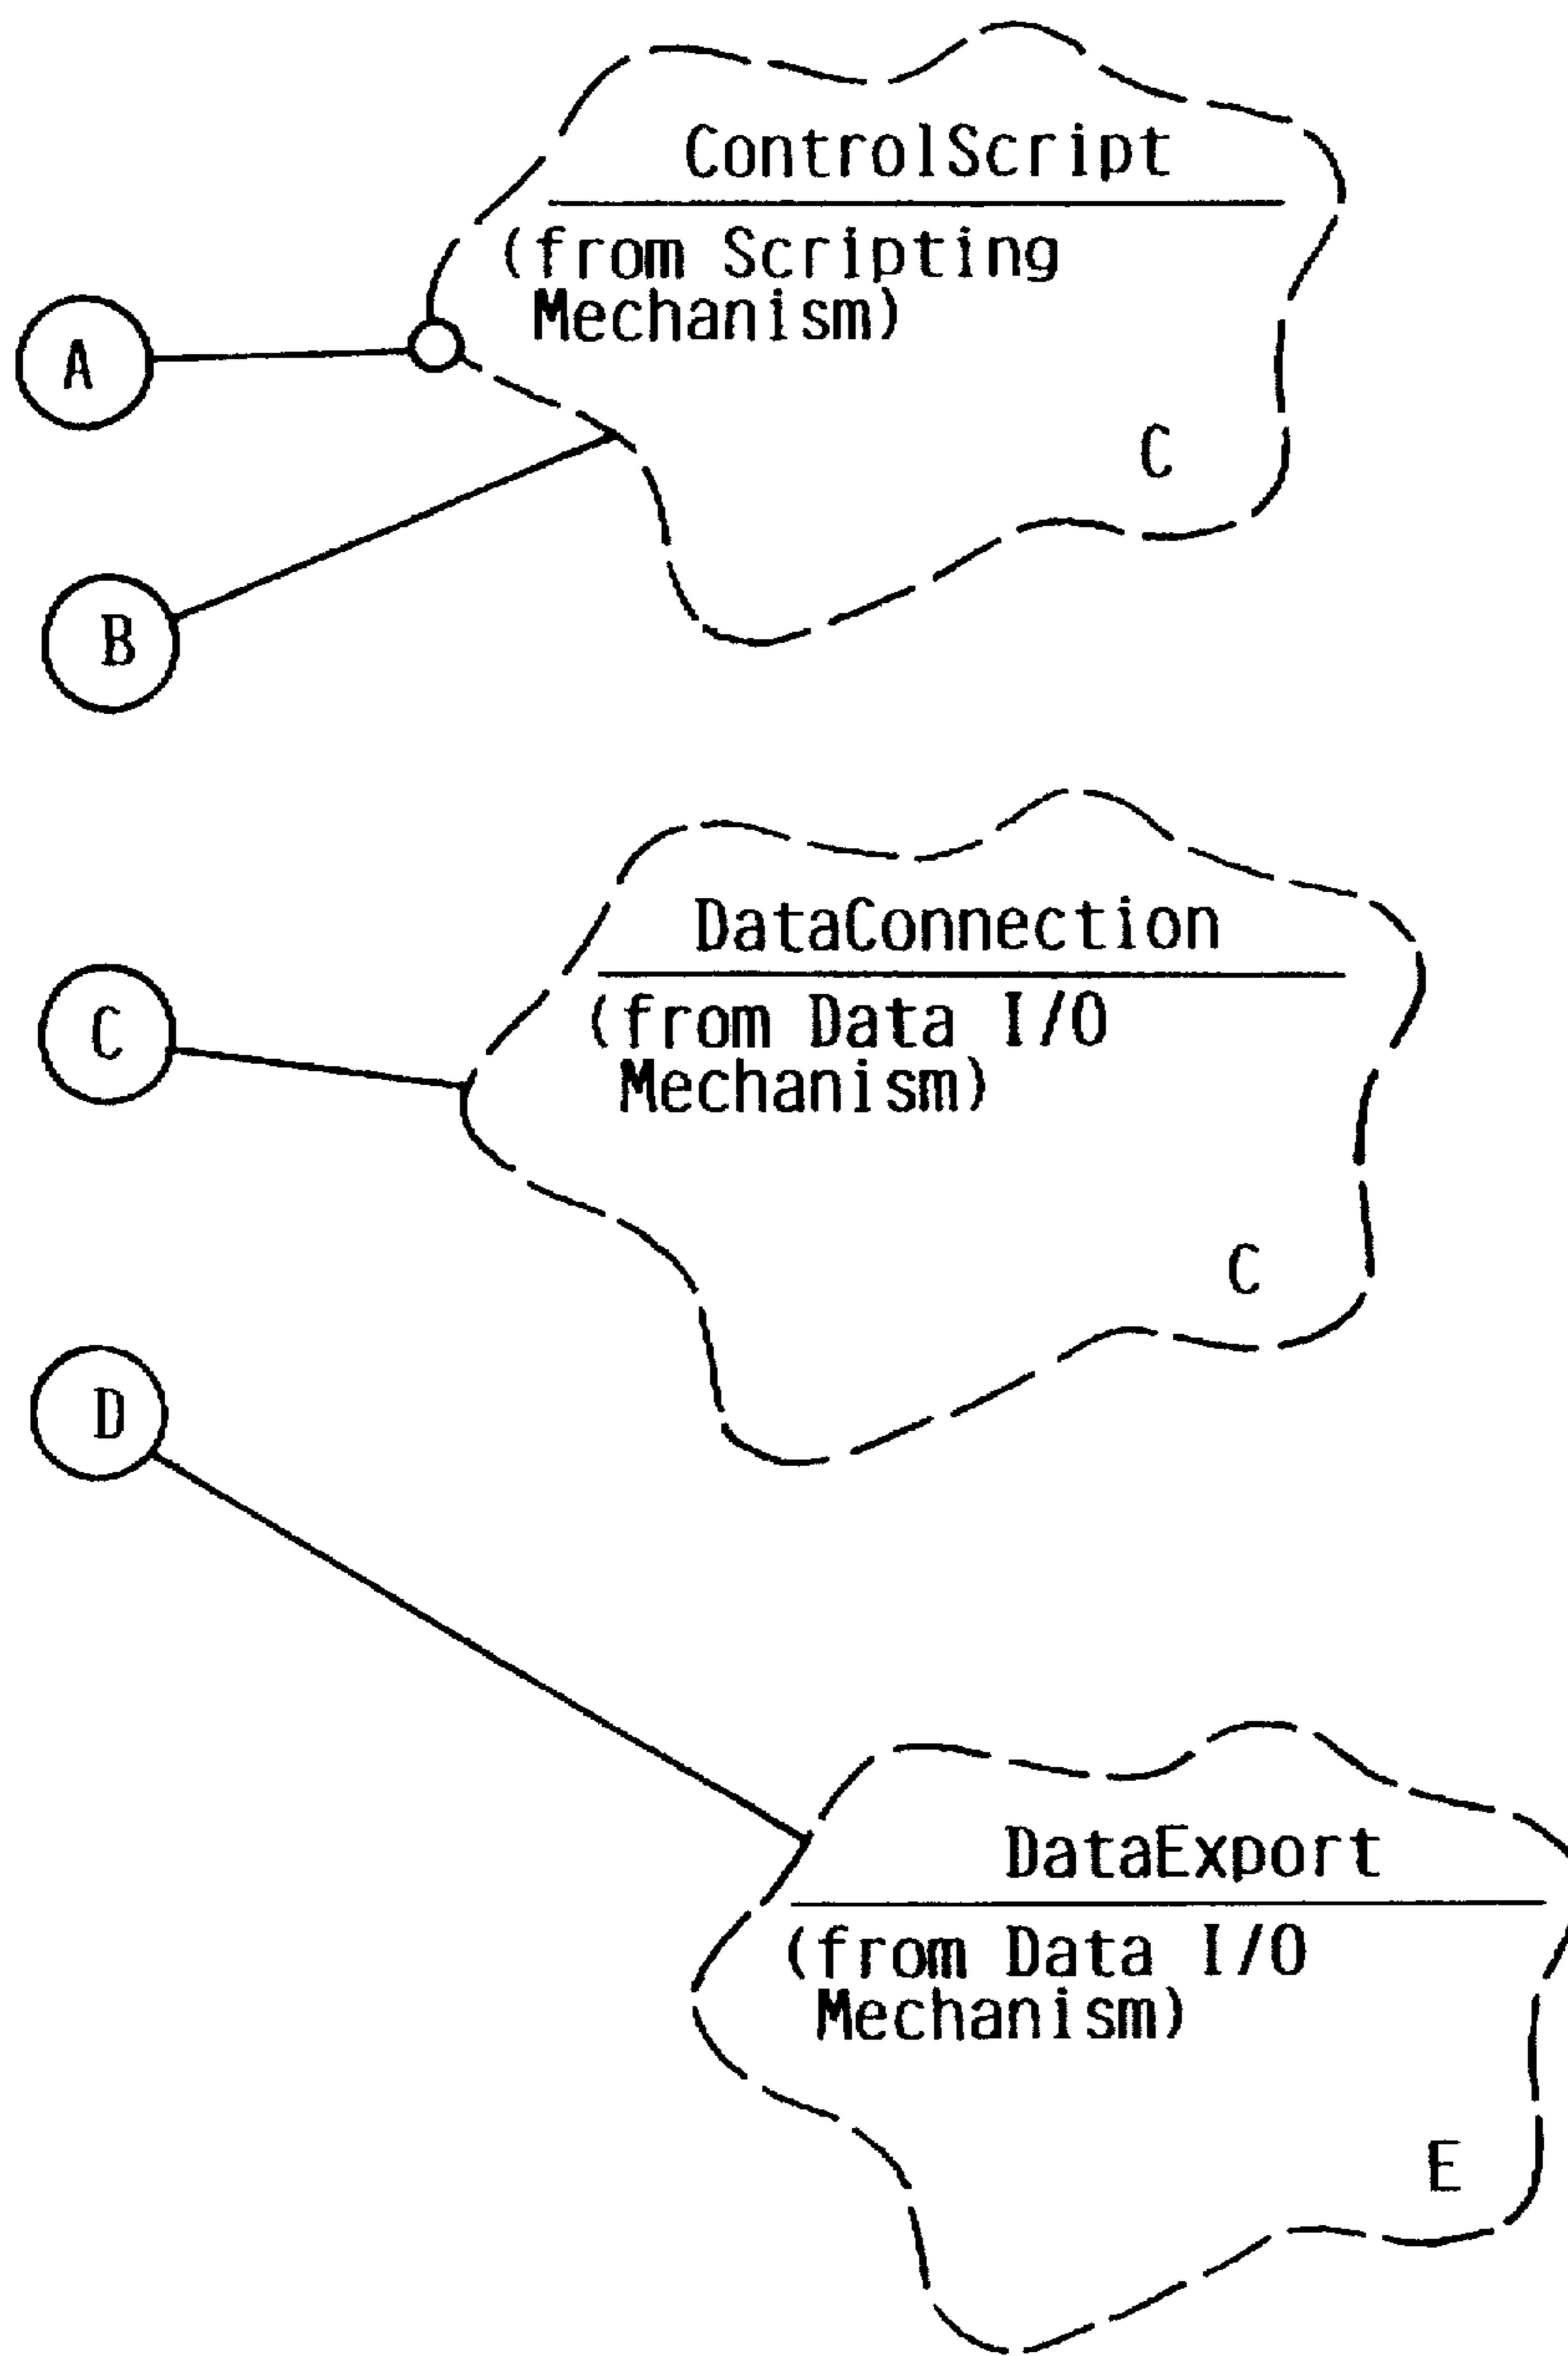 ControlScript
(from Scripting
Mechanism)
A
C
B
DataConnection
(from Data I/O
Mechanism)
C
C
D
DataExport
(from Data I/O
Mechanism)
E